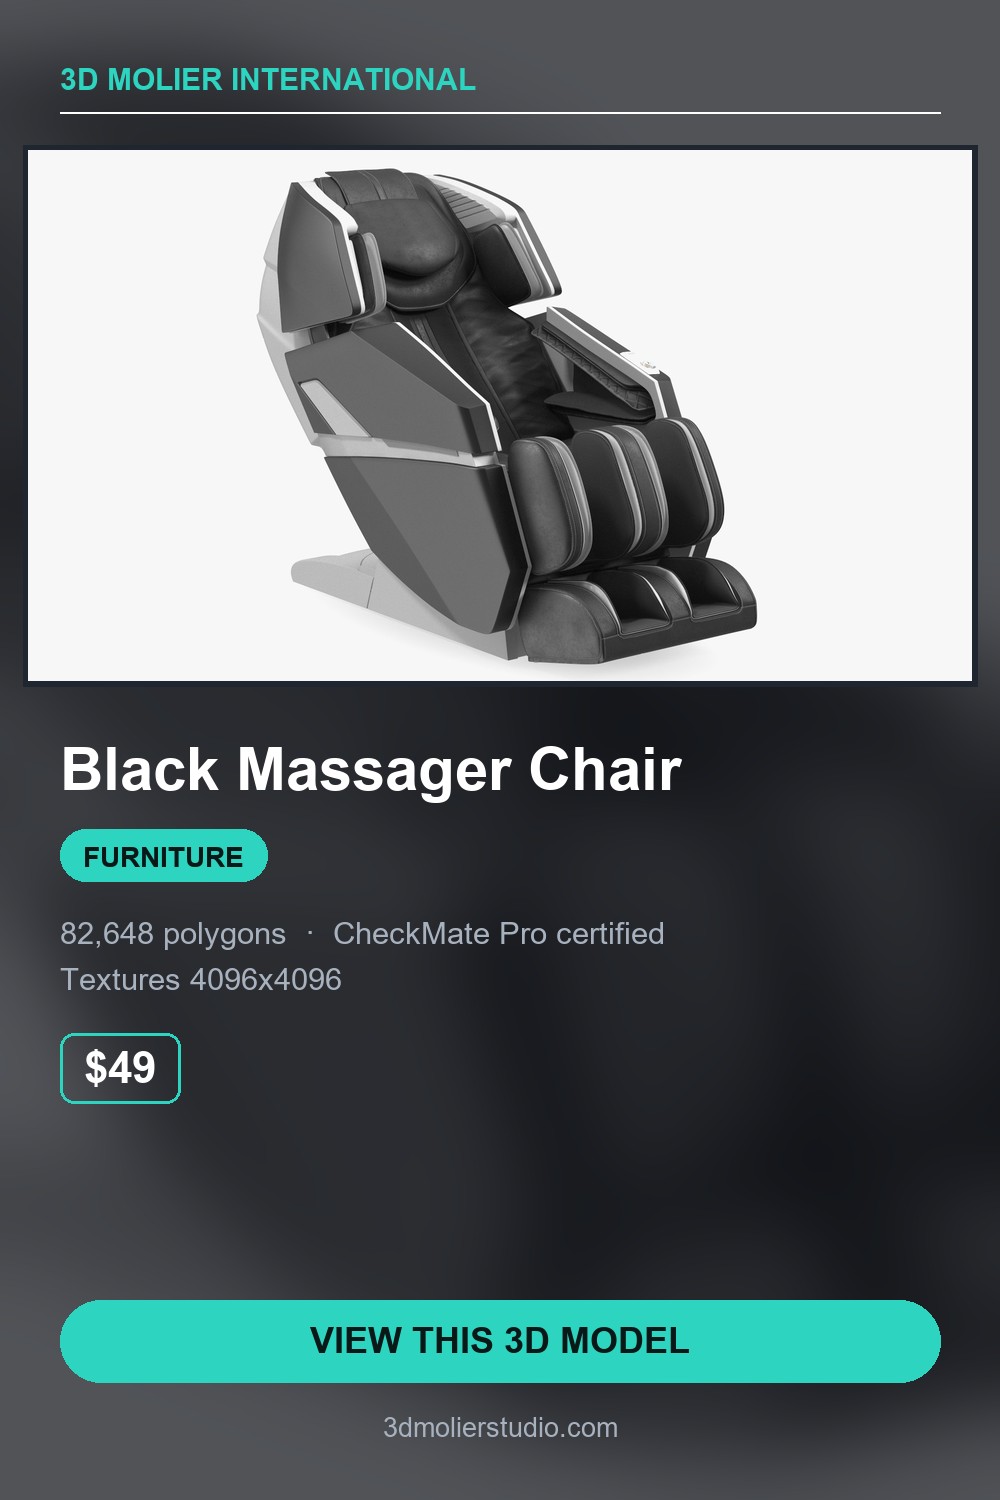 3D MOLIER INTERNATIONAL
Black Massager Chair
FURNITURE
82,648 polygons · CheckMate Pro certified
Textures 4096x4096
$49
VIEW THIS 3D MODEL
3dmolierstudio.com